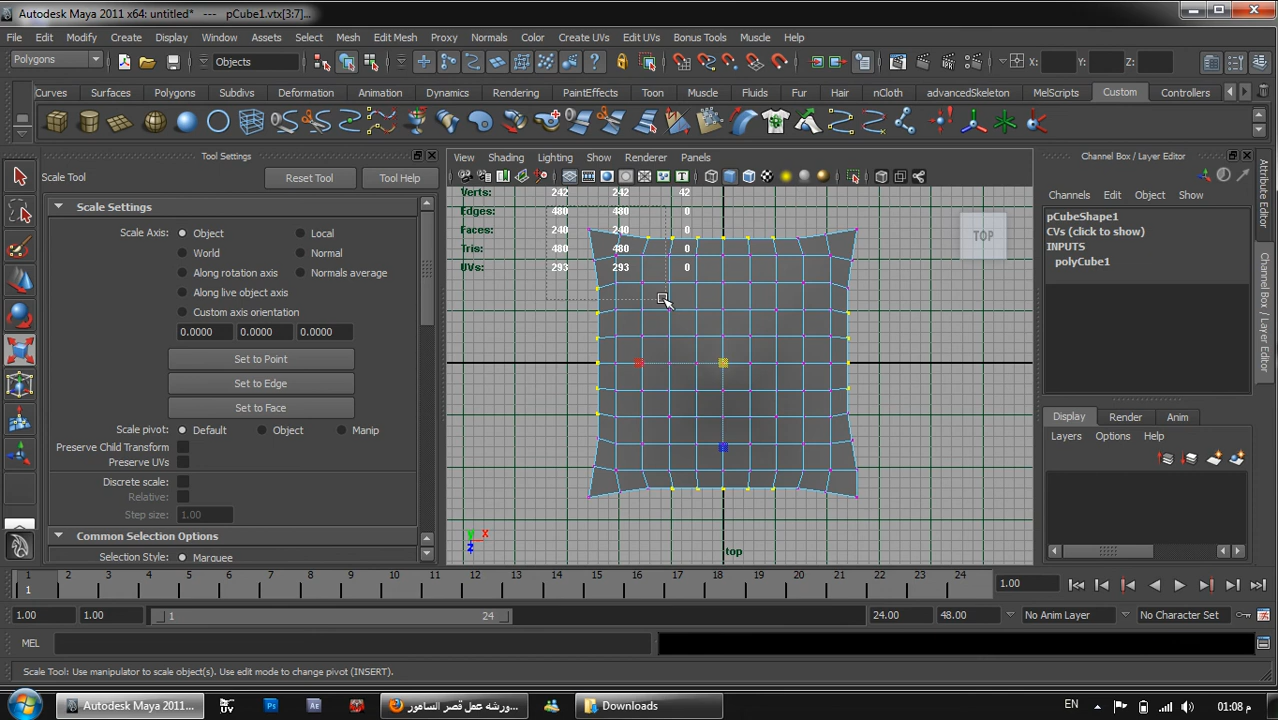 Autodesk Maya 2011 x64: untitled* --- pCube1.vtx[3:7]...
File Edit Modify Create Display Window Assets Select Mesh Edit Mesh Proxy Normals Color Create UVs Edit UVs Bonus Tools Muscle Help
Polygons Objects X: Y: Z:
Curves Surfaces Polygons Subdivs Deformation Animation Dynamics Rendering PaintEffects Toon Muscle Fluids Fur Hair nCloth advancedSkeleton MelScripts Custom Controllers
Tool Settings
Scale Tool Reset Tool Tool Help
Scale Settings
Scale Axis: Object Local
World Normal
Along rotation axis Normals average
Along live object axis
Custom axis orientation
0.0000 0.0000 0.0000
Set to Point
Set to Edge
Set to Face
Scale pivot: Default Object Manip
Preserve Child Transform
Preserve UVs
Discrete scale:
Relative:
Step size: 1.00
Common Selection Options
Selection Style: Marquee
View Shading Lighting Show Renderer Panels
Verts: 242 242 42
Edges: 480 480 0
Faces: 240 240 0
Tris: 480 480 0
UVs: 293 293 0
TOP
y x
z
top
Channel Box / Layer Editor
Channels Edit Object Show
pCubeShape1
CVs (click to show)
INPUTS
polyCube1
Display Render Anim
Layers Options Help
Attribute Editor
Channel Box / Layer Editor
1 2 3 4 5 6 7 8 9 10 11 12 13 14 15 16 17 18 19 20 21 22 23 24
1 1.00
1.00 1.00 1 24 24.00 48.00 No Anim Layer No Character Set
MEL
Scale Tool: Use manipulator to scale object(s). Use edit mode to change pivot (INSERT).
Autodesk Maya 2011... UV Ps Ae ورشه عمل قصر الساهور... Downloads EN 01:08 م